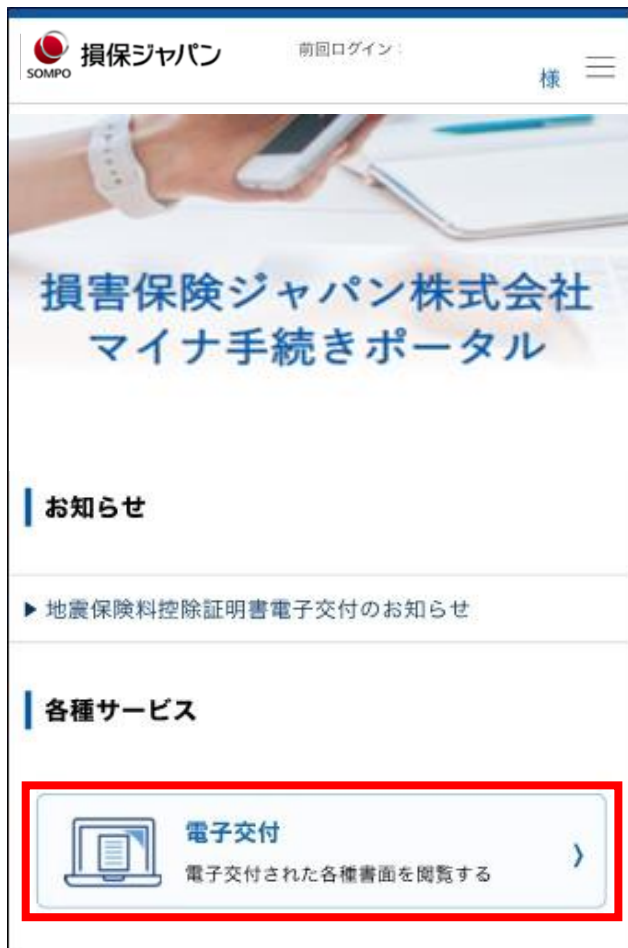 SOMPO
損保ジャパン
前回ログイン：
様
損害保険ジャパン株式会社
マイナ手続きポータル
お知らせ
▶ 地震保険料控除証明書電子交付のお知らせ
各種サービス
電子交付
電子交付された各種書面を閲覧する